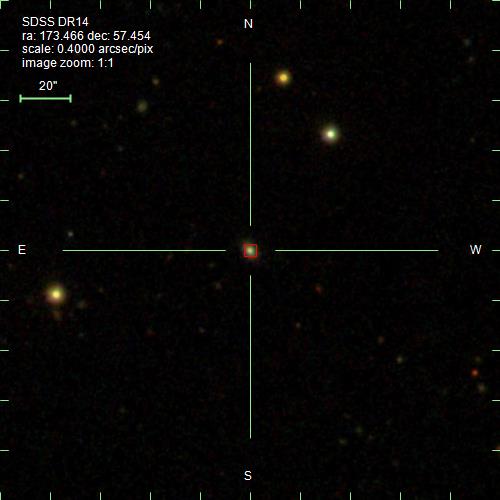 SDSS DR14
ra: 173.466 dec: 57.454
scale: 0.4000 arcsec/pix
image zoom: 1:1
20"
N
E
W
S